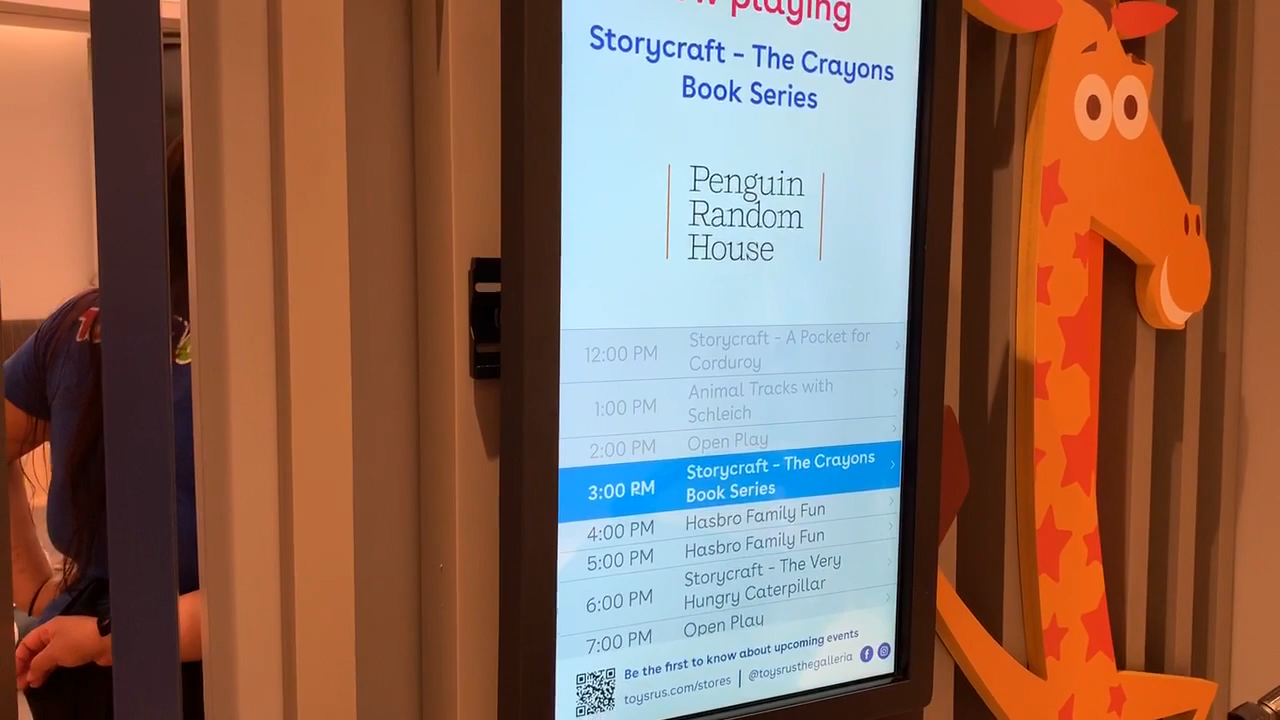 playing
Storycraft - The Crayons
Book Series
Penguin
Random
House
12:00 PM Storycraft - A Pocket for
Corduroy
1:00 PM Animal Tracks with
Schleich
2:00 PM Open Play
3:00 PM Storycraft - The Crayons
Book Series
4:00 PM Hasbro Family Fun
5:00 PM Hasbro Family Fun
6:00 PM Storycraft - The Very
Hungry Caterpillar
7:00 PM Open Play
Be the first to know about upcoming events
toysrus.com/stores | @toysrusthegalleria